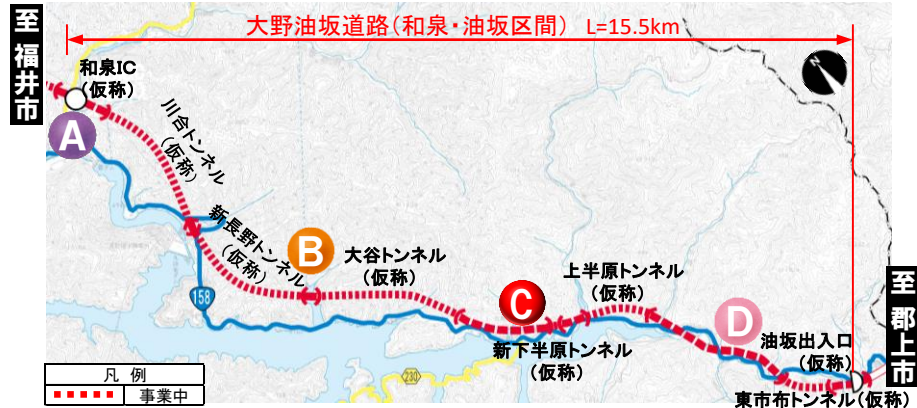 大野油坂道路(和泉・油坂区間) L=15.5km
至 福井市
和泉IC
(仮称)
A
川合トンネル
(仮称)
新長野トンネル
(仮称)
B
大谷トンネル
(仮称)
158
C
上半原トンネル
(仮称)
新下半原トンネル
(仮称)
D
至 郡上市
油坂出入口
(仮称)
東市布トンネル(仮称)
230
凡 例
事業中
N